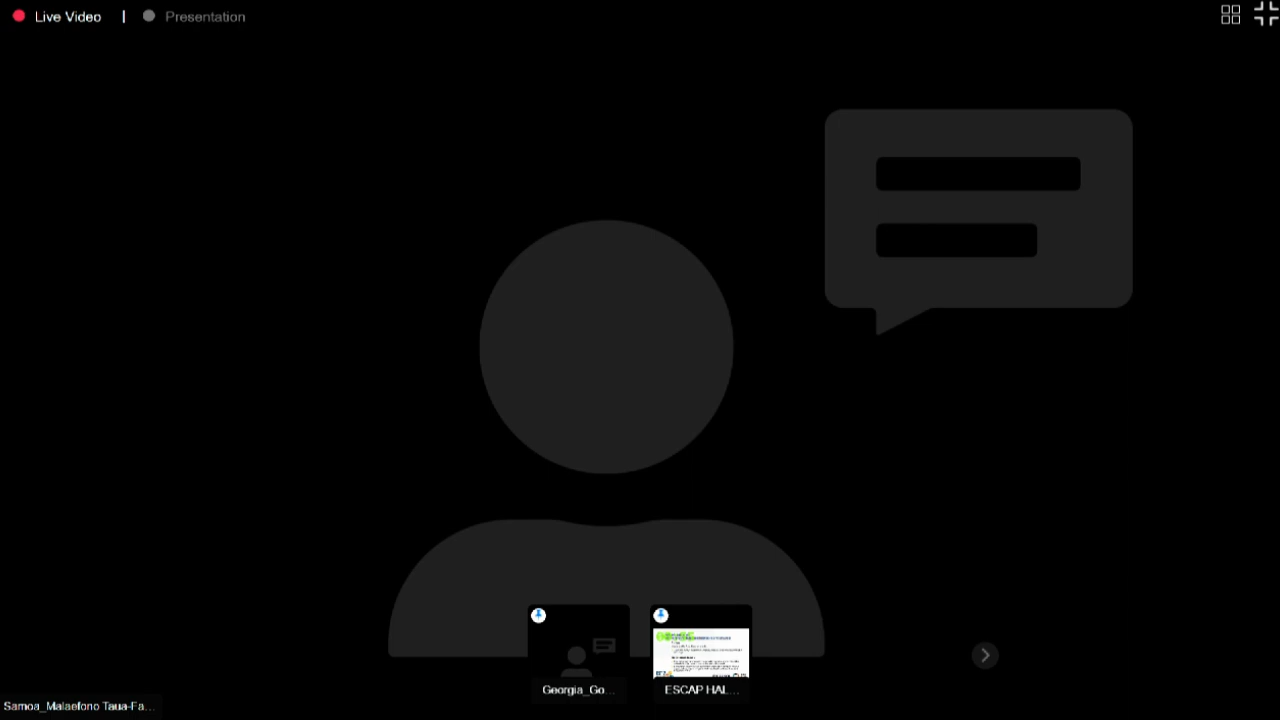 Live Video | Presentation
Georgia_Go...
ESCAP HAL...
Samoa_Malaefono Taua-Fa...